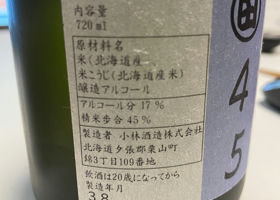 内容量
720ml
原材料名
米(北海道産
米こうじ(北海道産米)
醸造アルコール
アルコール分 17%
精米歩合 45%
製造者 小林酒造株式会社
北海道夕張郡栗山町
錦3丁目109番地
飲酒は20歳になってから
製造年月
田
45